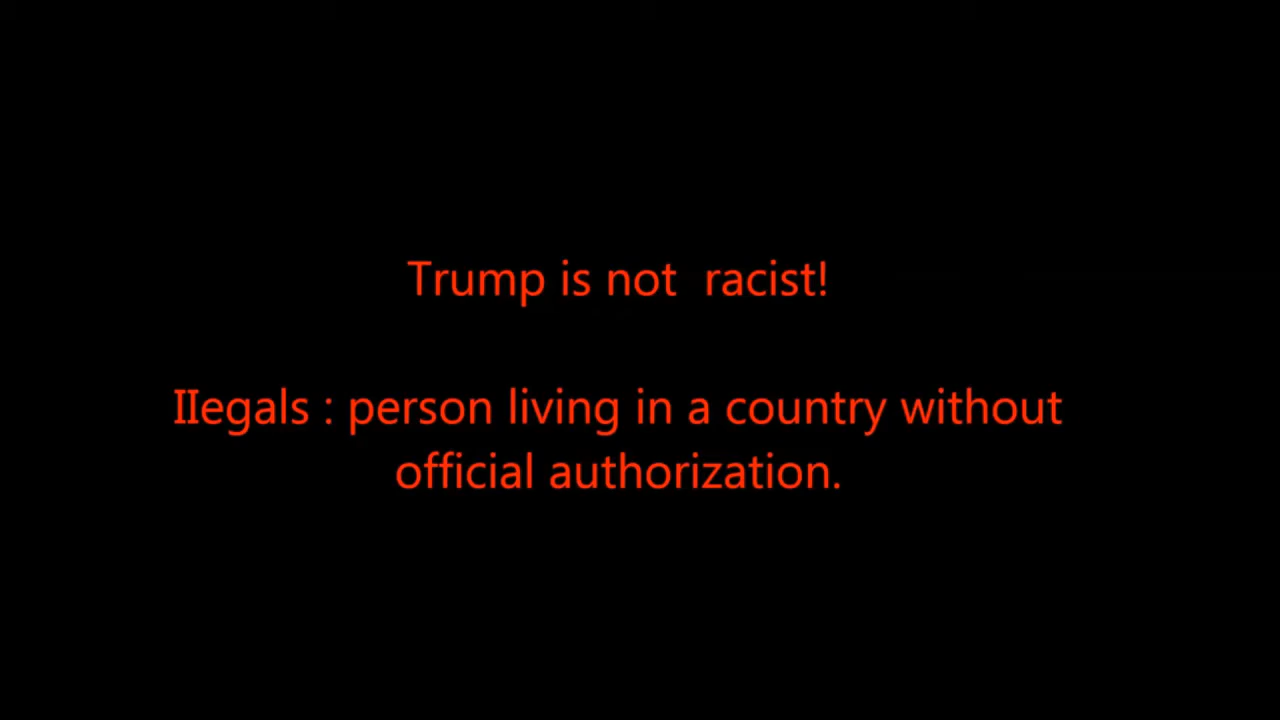 Trump is not  racist!
IIegals : person living in a country without
official authorization.